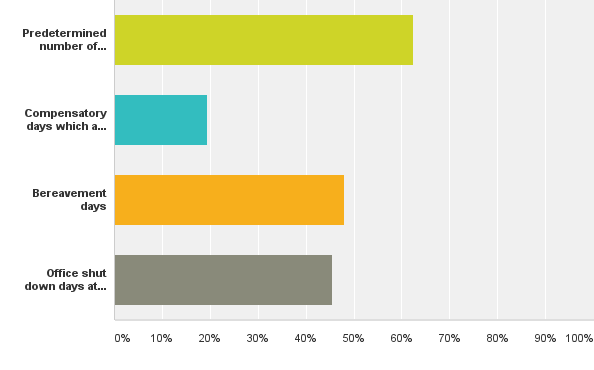 Predetermined
number of...
Compensatory
days which a...
Bereavement
days
Office shut
down days at...
0% 10% 20% 30% 40% 50% 60% 70% 80% 90% 100%